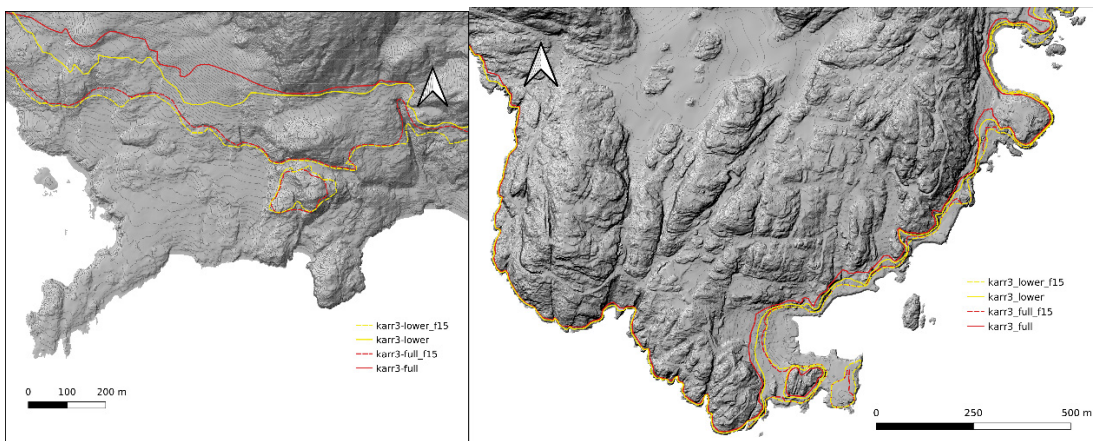 karr3-lower_f15
karr3-lower
karr3-full_f15
karr3-full
0 100 200 m
karr3_lower_f15
karr3_lower
karr3_full_f15
karr3_full
0 250 500 m